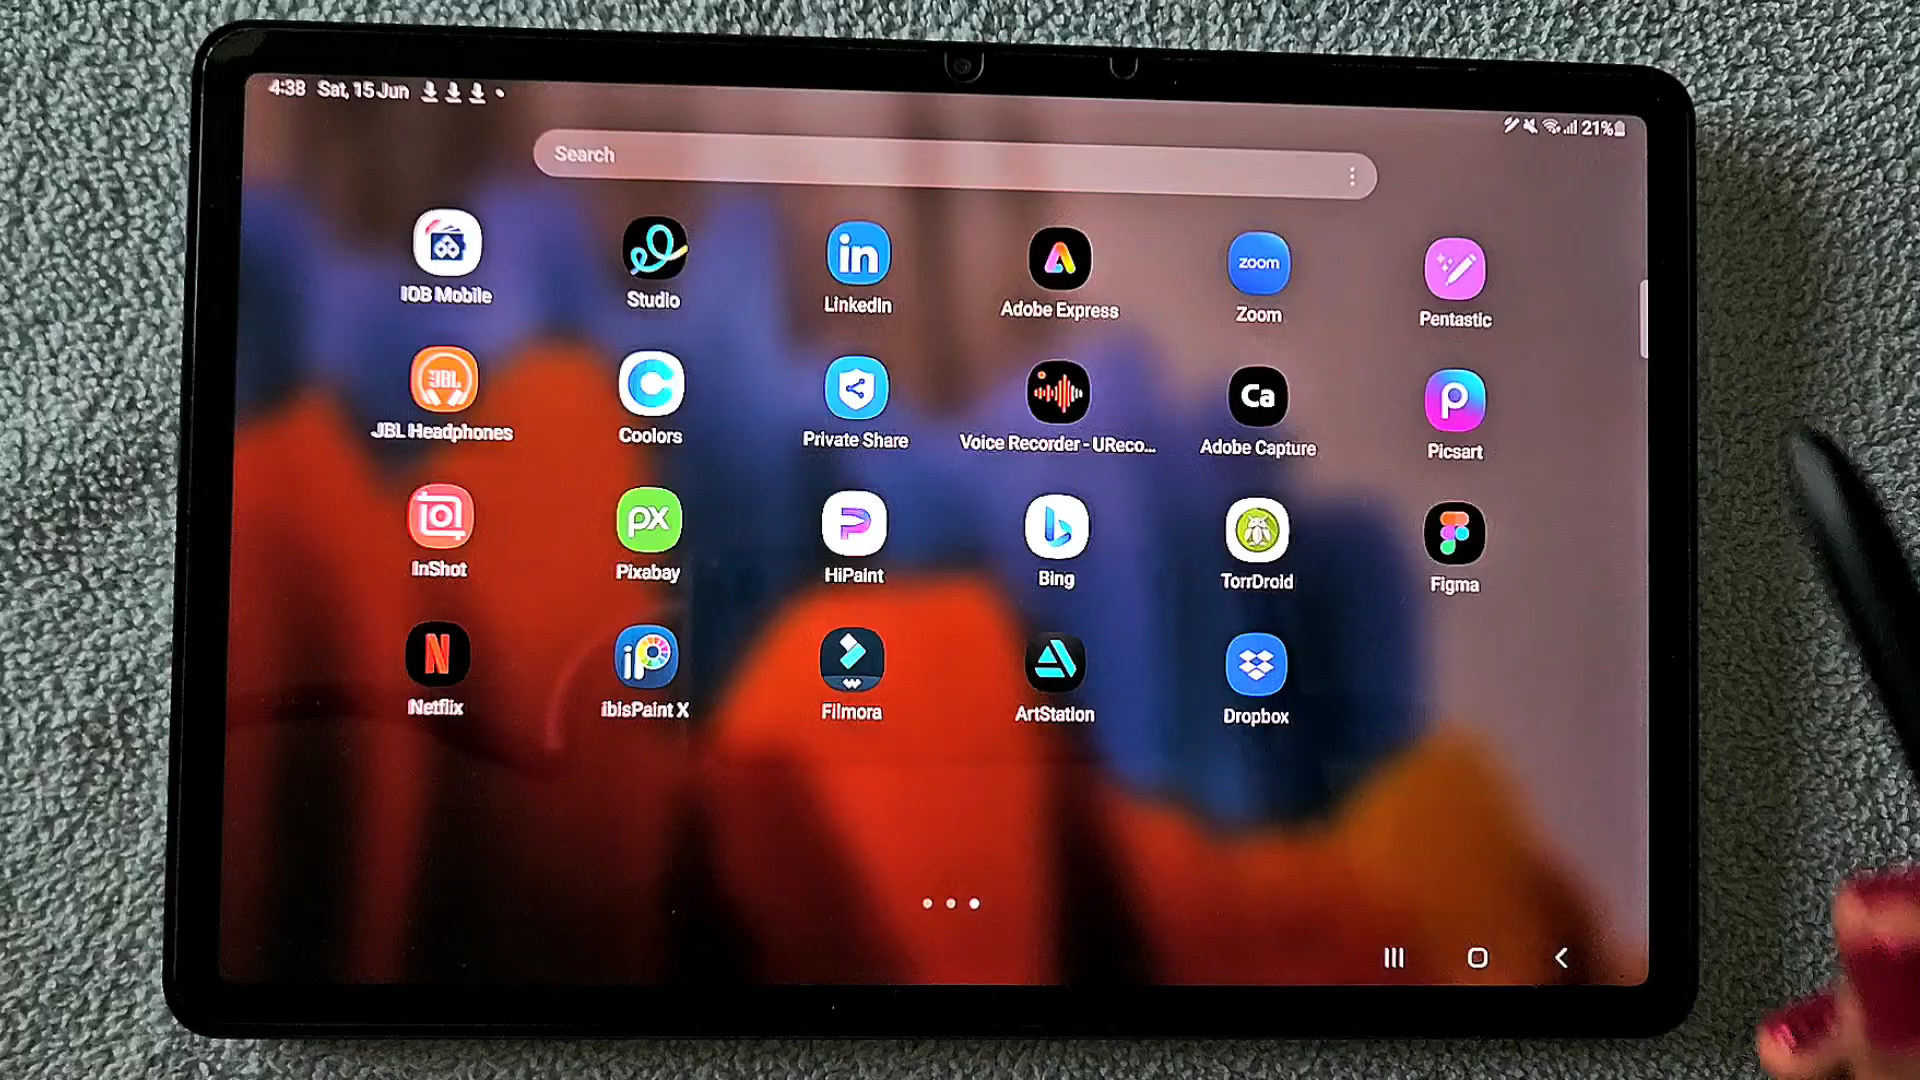 4:38 Sat, 15 Jun
21%
Search
IOB Mobile
Studio
in
LinkedIn
Adobe Express
zoom
Zoom
Pentastic
JBL
JBL Headphones
Coolors
Private Share
Voice Recorder - UReco...
Ca
Adobe Capture
Picsart
InShot
px
Pixabay
HiPaint
Bing
TorrDroid
Figma
N
Netflix
iP
ibisPaint X
Filmora
ArtStation
Dropbox